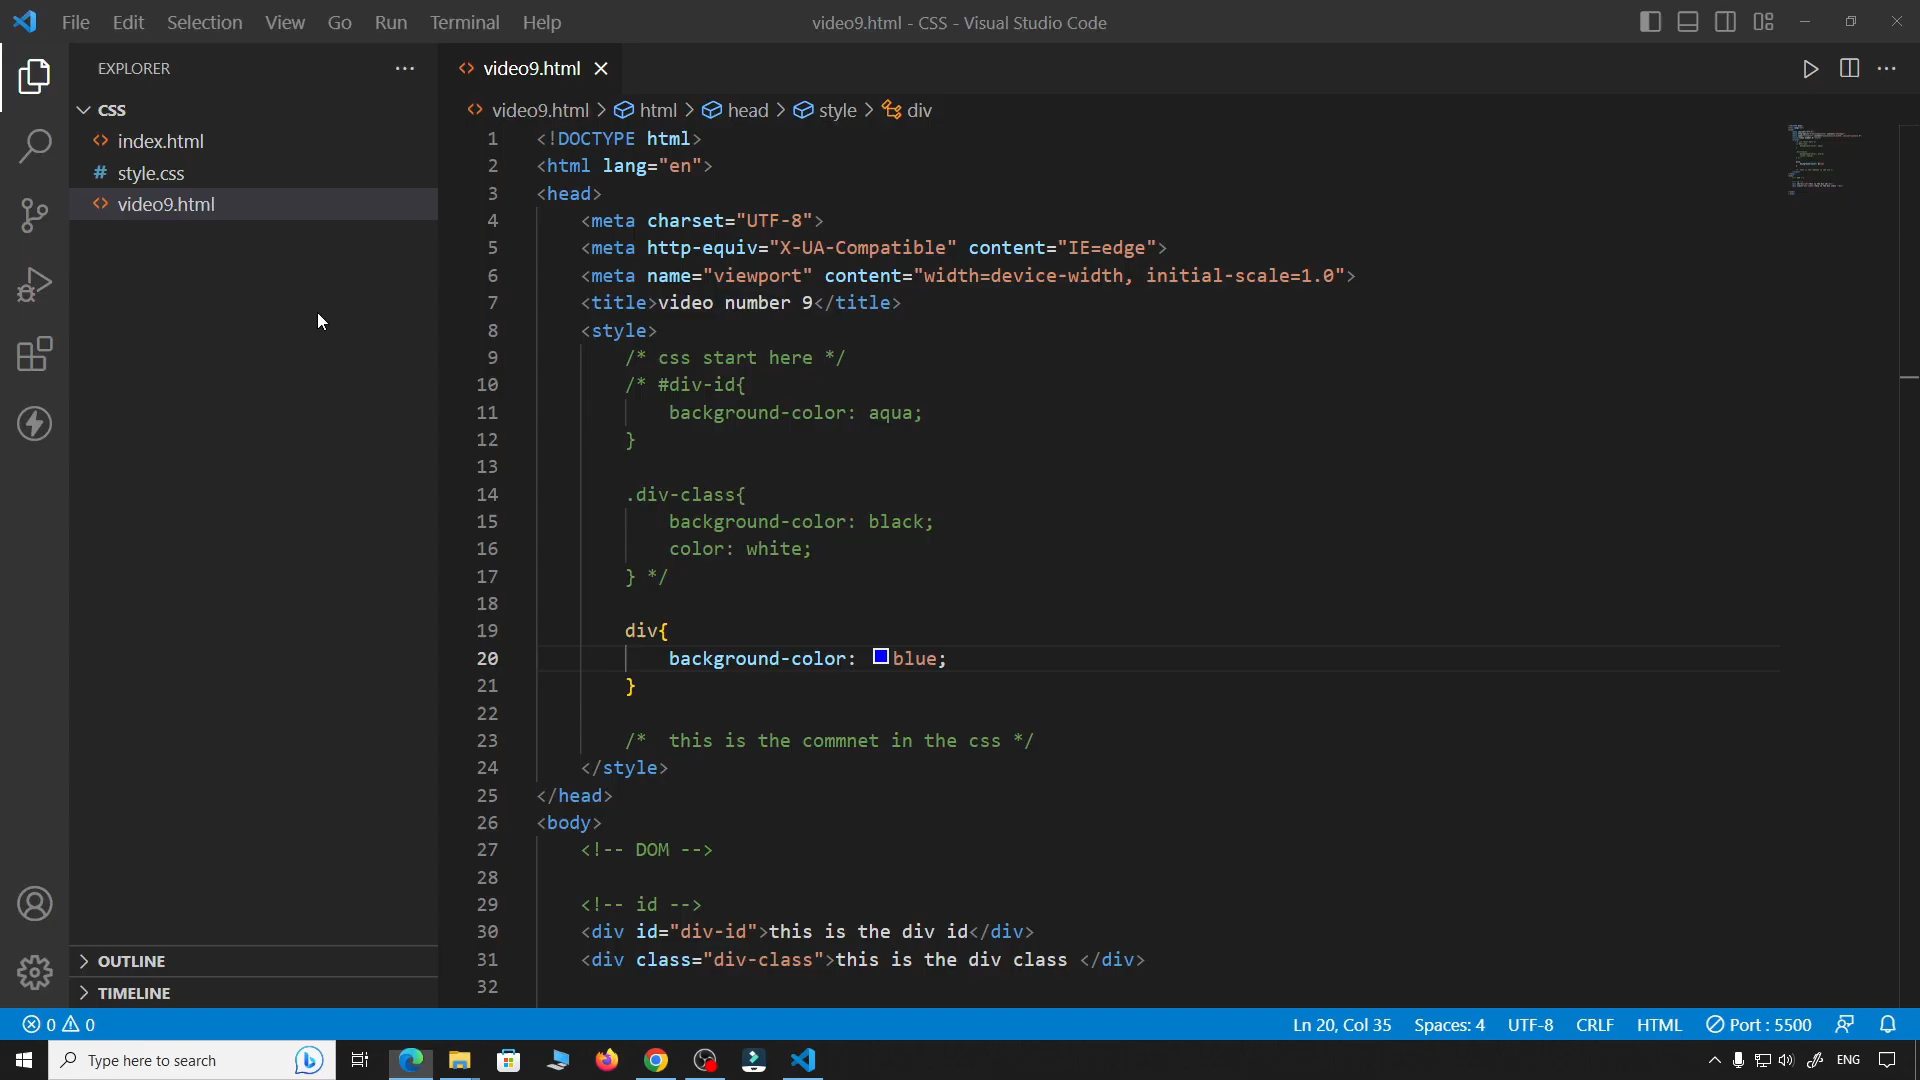 File Edit Selection View Go Run Terminal Help
video9.html - CSS - Visual Studio Code
EXPLORER
CSS
index.html
# style.css
video9.html
video9.html
video9.html > html > head > style > div
1 <!DOCTYPE html>
2 <html lang="en">
3 <head>
4 <meta charset="UTF-8">
5 <meta http-equiv="X-UA-Compatible" content="IE=edge">
6 <meta name="viewport" content="width=device-width, initial-scale=1.0">
7 <title>video number 9</title>
8 <style>
9 /* css start here */
10 /* #div-id{
11 background-color: aqua;
12 }
13
14 .div-class{
15 background-color: black;
16 color: white;
17 } */
18
19 div{
20 background-color: blue;
21 }
22
23 /*  this is the commnet in the css */
24 </style>
25 </head>
26 <body>
27 <!-- DOM -->
28
29 <!-- id -->
30 <div id="div-id">this is the div id</div>
31 <div class="div-class">this is the div class </div>
32
OUTLINE
TIMELINE
0 0
Ln 20, Col 35 Spaces: 4 UTF-8 CRLF HTML Port : 5500
Type here to search
ENG